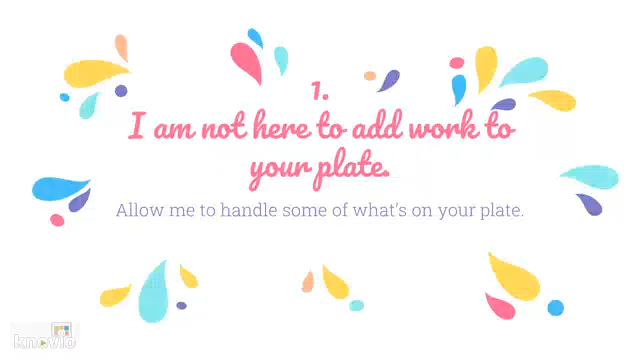 1.
I am not here to add work to
your plate.
Allow me to handle some of what's on your plate.
knovio